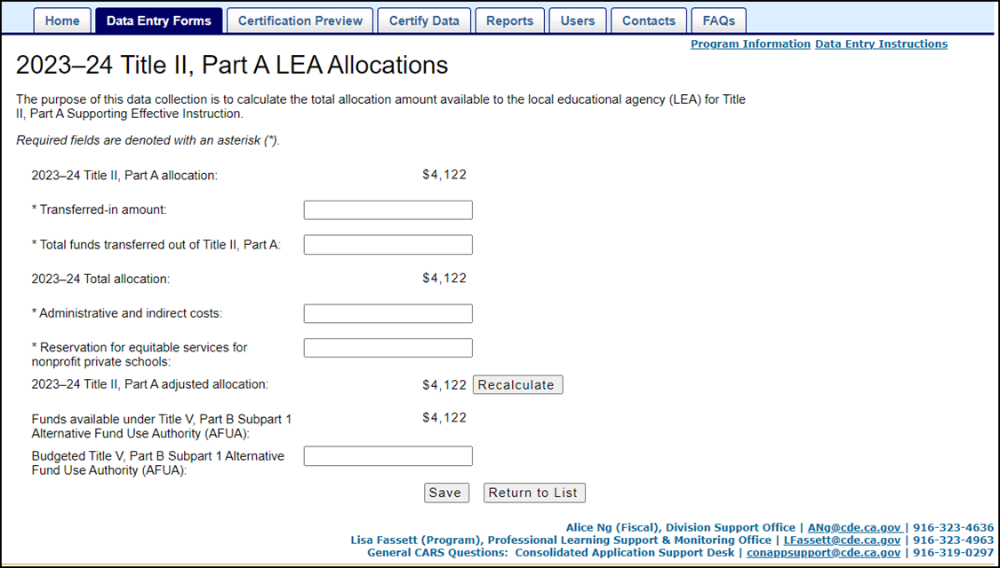 Home Data Entry Forms Certification Preview Certify Data Reports Users Contacts FAQs
Program Information Data Entry Instructions
2023–24 Title II, Part A LEA Allocations
The purpose of this data collection is to calculate the total allocation amount available to the local educational agency (LEA) for Title
II, Part A Supporting Effective Instruction.
Required fields are denoted with an asterisk (*).
2023–24 Title II, Part A allocation: $4,122
* Transferred-in amount:
* Total funds transferred out of Title II, Part A:
2023–24 Total allocation: $4,122
* Administrative and indirect costs:
* Reservation for equitable services for
nonprofit private schools:
2023–24 Title II, Part A adjusted allocation: $4,122 Recalculate
Funds available under Title V, Part B Subpart 1 $4,122
Alternative Fund Use Authority (AFUA):
Budgeted Title V, Part B Subpart 1 Alternative
Fund Use Authority (AFUA):
Save Return to List
Alice Ng (Fiscal), Division Support Office | ANg@cde.ca.gov | 916-323-4636
Lisa Fassett (Program), Professional Learning Support & Monitoring Office | LFassett@cde.ca.gov | 916-323-4963
General CARS Questions: Consolidated Application Support Desk | conappsupport@cde.ca.gov | 916-319-0297